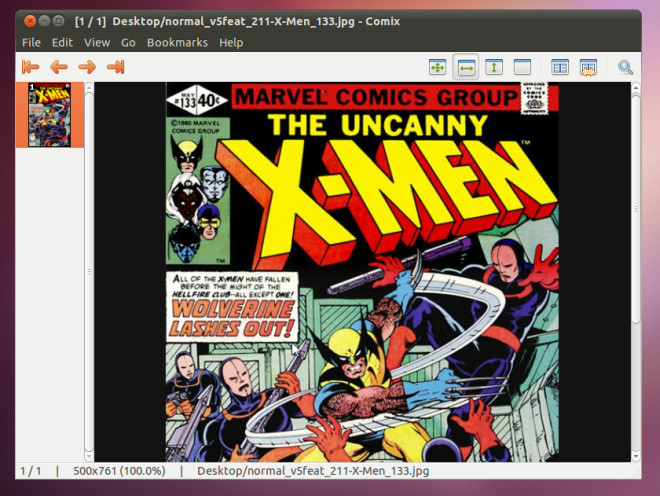 [1 / 1] Desktop/normal_v5feat_211-X-Men_133.jpg - Comix
File Edit View Go Bookmarks Help
1
MAY
#133 40¢
MARVEL COMICS GROUP
APPROVED
BY THE
COMICS
CODE
©1980 MARVEL
COMICS GROUP
THE UNCANNY
X-MEN
TM
TM
ALL OF THE X-MEN HAVE FALLEN
BEFORE THE MIGHT OF THE
HELLFIRE CLUB--ALL EXCEPT ONE!
WOLVERINE
LASHES OUT!
1 / 1 | 500x761 (100.0%) | Desktop/normal_v5feat_211-X-Men_133.jpg